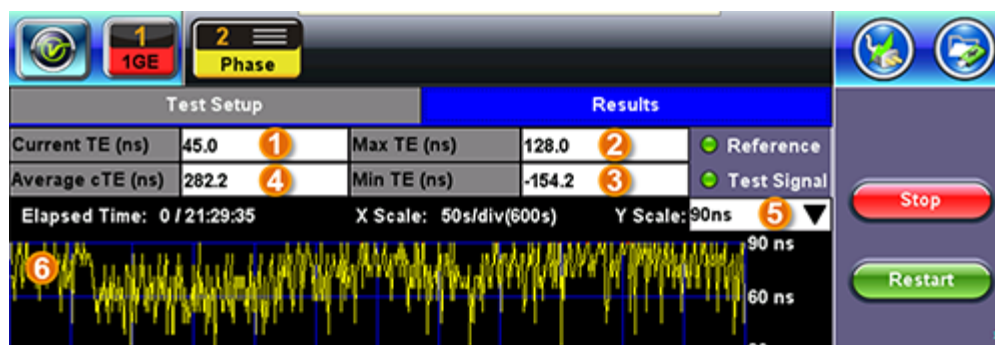 1
1GE
2
Phase
Test Setup
Results
Current TE (ns) 45.0 1 Max TE (ns) 128.0 2 Reference
Average cTE (ns) 282.2 4 Min TE (ns) -154.2 3 Test Signal
Elapsed Time: 0 / 21:29:35 X Scale: 50s/div(600s) Y Scale: 90ns 5
90 ns
6
60 ns
Stop
Restart